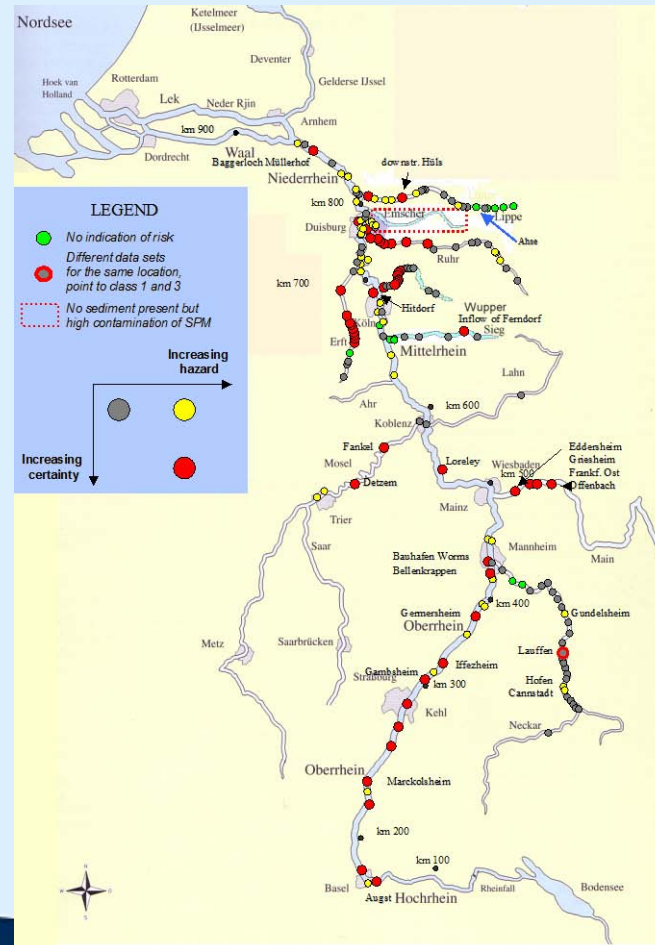 Nordsee
Ketelmeer
(IJsselmeer)
Deventer
Gelderse IJssel
Hoek van
Holland
Rotterdam
Lek
Neder Rjin
Arnhem
km 900
Dordrecht
Waal
Baggerloch Müllerhof
downstr. Hüls
Niederrhein
km 800
Emscher
Lippe
Duisburg
Ahse
Ruhr
LEGEND
No indication of risk
Different data sets
for the same location,
point to class 1 and 3
No sediment present but
high contamination of SPM
Increasing
hazard
Increasing
certainty
km 700
Hitdorf
Wupper
Köln
Inflow of Ferndorf
Sieg
Erft
Mittelrhein
Lahn
Ahr
km 600
Koblenz
Fankel
Mosel
Loreley
Wiesbaden
km 500
Eddersheim
Griesheim
Frankf. Ost
Offenbach
Detzem
Mainz
Trier
Main
Saar
Mannheim
Bauhafen Worms
Bellenkrappen
km 400
Germersheim
Gundelsheim
Oberrhein
Metz
Saarbrücken
Lauffen
Iffezheim
Gambsheim
km 300
Straßburg
Hofen
Cannstadt
Kehl
Neckar
Oberrhein
Marckolsheim
km 200
km 100
Basel
Augst
Hochrhein
Rheinfall
Bodensee
N
W
O
S